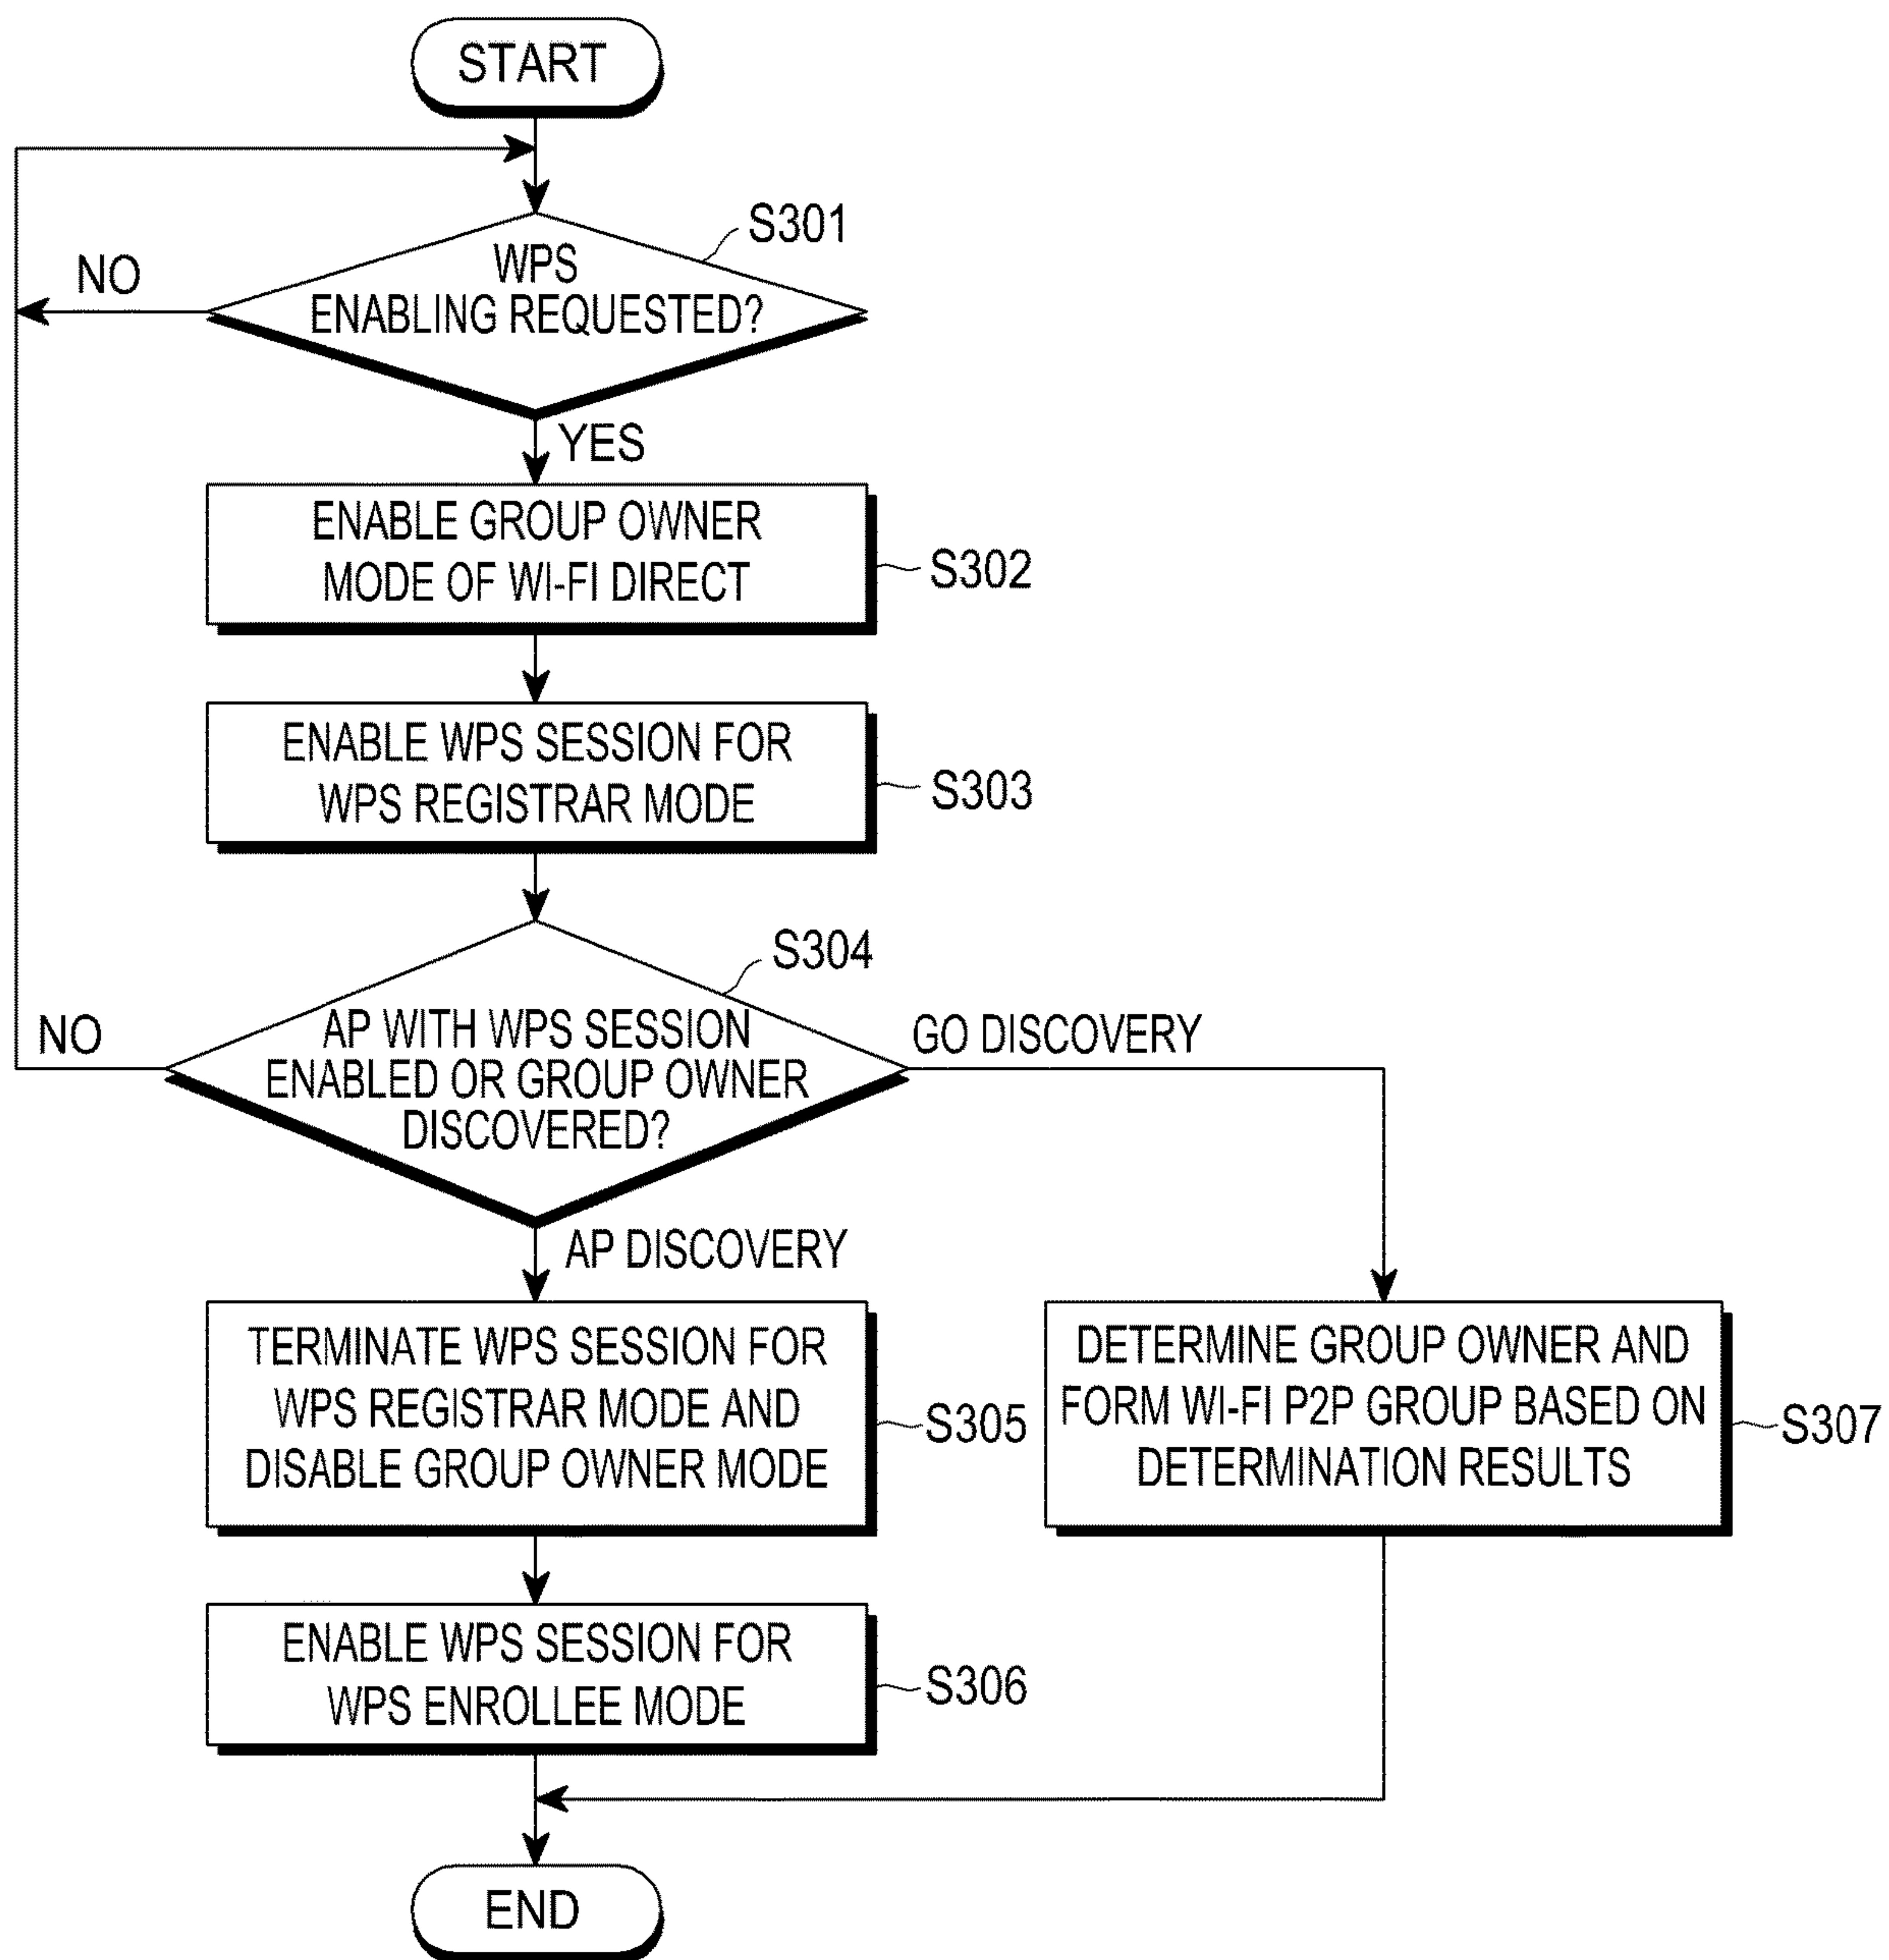 START
S301
NO
WPS
ENABLING REQUESTED?
YES
ENABLE GROUP OWNER
MODE OF WI-FI DIRECT
S302
ENABLE WPS SESSION FOR
WPS REGISTRAR MODE
S303
S304
NO
AP WITH WPS SESSION
ENABLED OR GROUP OWNER
DISCOVERED?
GO DISCOVERY
AP DISCOVERY
TERMINATE WPS SESSION FOR
WPS REGISTRAR MODE AND
DISABLE GROUP OWNER MODE
S305
DETERMINE GROUP OWNER AND
FORM WI-FI P2P GROUP BASED ON
DETERMINATION RESULTS
S307
ENABLE WPS SESSION FOR
WPS ENROLLEE MODE
S306
END